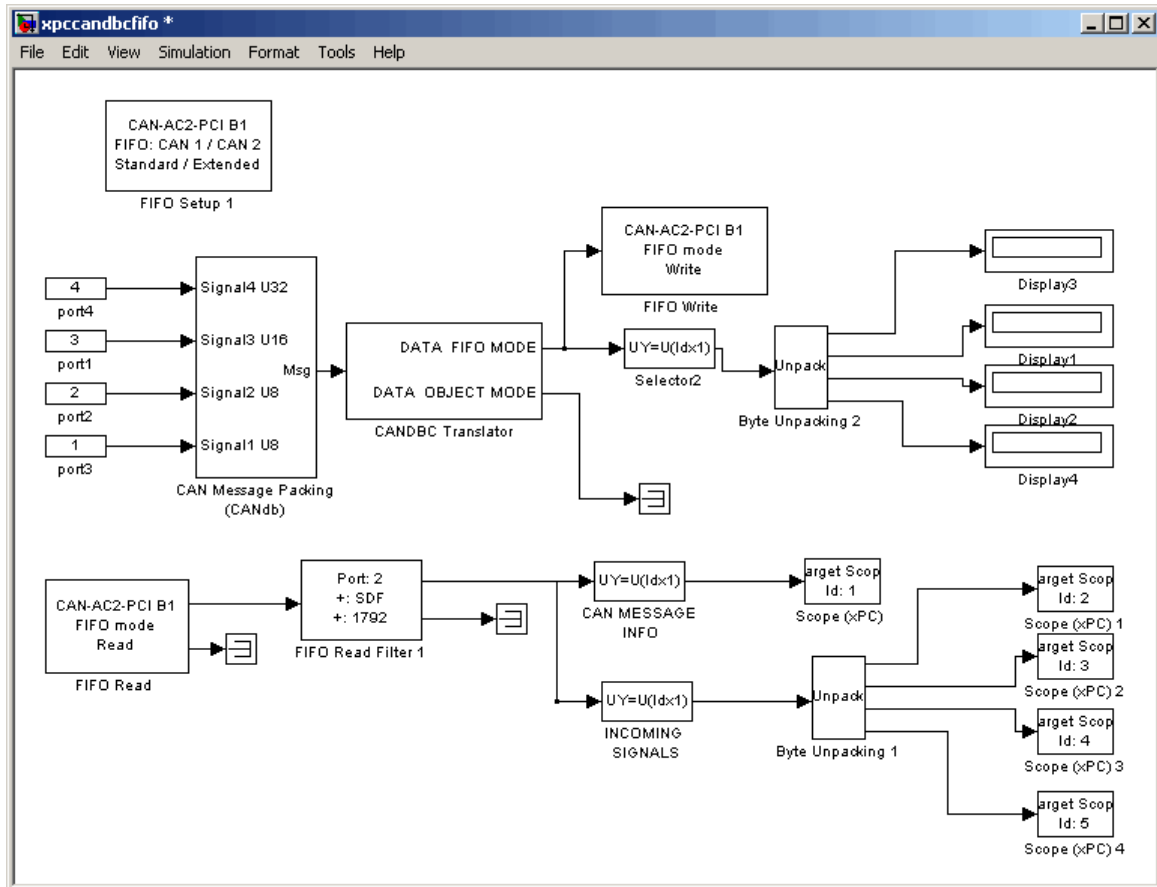 xpccandbcfifo *
File Edit View Simulation Format Tools Help
CAN-AC2-PCI B1
FIFO: CAN 1 / CAN 2
Standard / Extended
FIFO Setup 1
4
port4
3
port1
2
port2
1
port3
Signal4 U32
Signal3 U16
Signal2 U8
Signal1 U8
Msg
CAN Message Packing
(CANdb)
DATA FIFO MODE
DATA OBJECT MODE
CANDBC Translator
CAN-AC2-PCI B1
FIFO mode
Write
FIFO Write
UY=U(Idx1)
Selector2
Unpack
Byte Unpacking 2
Display3
Display1
Display2
Display4
CAN-AC2-PCI B1
FIFO mode
Read
FIFO Read
Port: 2
+: SDF
+: 1792
FIFO Read Filter 1
UY=U(Idx1)
CAN MESSAGE
INFO
arget Scop
Id: 1
Scope (xPC)
UY=U(Idx1)
INCOMING
SIGNALS
Unpack
Byte Unpacking 1
arget Scop
Id: 2
Scope (xPC) 1
arget Scop
Id: 3
Scope (xPC) 2
arget Scop
Id: 4
Scope (xPC) 3
arget Scop
Id: 5
Scope (xPC) 4